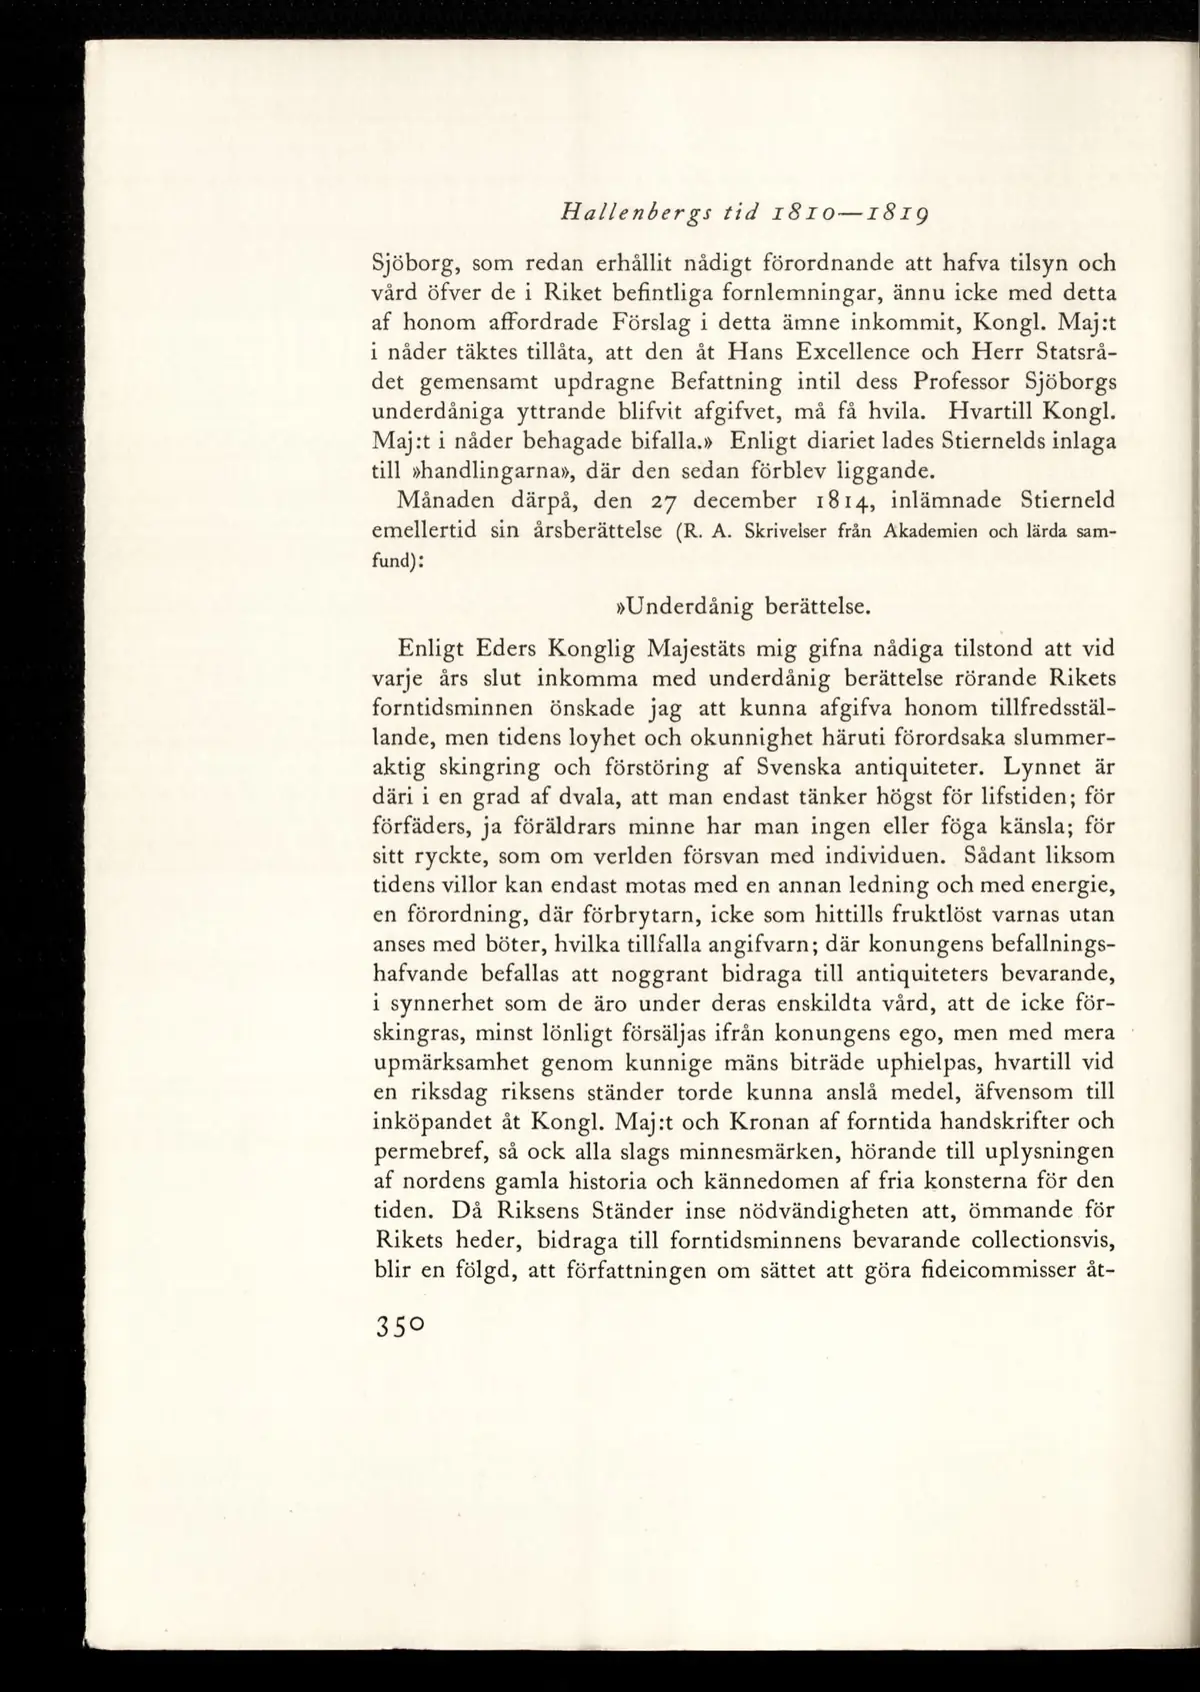 Hallenbergs tid 1810—1819
Sjöborg, som redan erhållit nådigt förordnande att hafva tilsyn och
vård öfver de i Riket befintliga fornlemningar, ännu icke med detta
af honom affordrade Förslag i detta ämne inkommit, Kongl. Maj:t
i nåder täktes tillåta, att den åt Hans Excellence och Herr Statsrå-
det gemensamt updragne Befattning intil dess Professor Sjöborgs
underdåniga yttrande blifvit afgifvet, må få hvila. Hvartill Kongl.
Maj:t i nåder behagade bifalla.» Enligt diariet lades Stiernelds inlaga
till »handlingarna», där den sedan förblev liggande.
Månaden därpå, den 27 december 1814, inlämnade Stierneld
emellertid sin årsberättelse (R. A. Skrivelser från Akademien och lärda sam-
fund):
»Underdånig berättelse.
Enligt Eders Konglig Majestäts mig gifna nådiga tilstond att vid
varje års slut inkomma med underdånig berättelse rörande Rikets
forntidsminnen önskade jag att kunna afgifva honom tillfredsstäl-
lande, men tidens loyhet och okunnighet häruti förordsaka slummer-
aktig skingring och förstöring af Svenska antiquiteter. Lynnet är
däri i en grad af dvala, att man endast tänker högst för lifstiden; för
förfäders, ja föräldrars minne har man ingen eller föga känsla; för
sitt ryckte, som om verlden försvan med individuen. Sådant liksom
tidens villor kan endast motas med en annan ledning och med energie,
en förordning, där förbrytarn, icke som hittills fruktlöst varnas utan
anses med böter, hvilka tillfalla angifvarn; där konungens befallnings-
hafvande befallas att noggrant bidraga till antiquiteters bevarande,
i synnerhet som de äro under deras enskildta vård, att de icke för-
skingras, minst lönligt försäljas ifrån konungens ego, men med mera
upmärksamhet genom kunnige mäns biträde uphielpas, hvartill vid
en riksdag riksens ständer torde kunna anslå medel, äfvensom till
inköpandet åt Kongl. Maj:t och Kronan af forntida handskrifter och
permebref, så ock alla slags minnesmärken, hörande till uplysningen
af nordens gamla historia och kännedomen af fria konsterna för den
tiden. Då Riksens Ständer inse nödvändigheten att, ömmande för
Rikets heder, bidraga till forntidsminnens bevarande collectionsvis,
blir en fölgd, att författningen om sättet att göra fideicommisser åt-
350